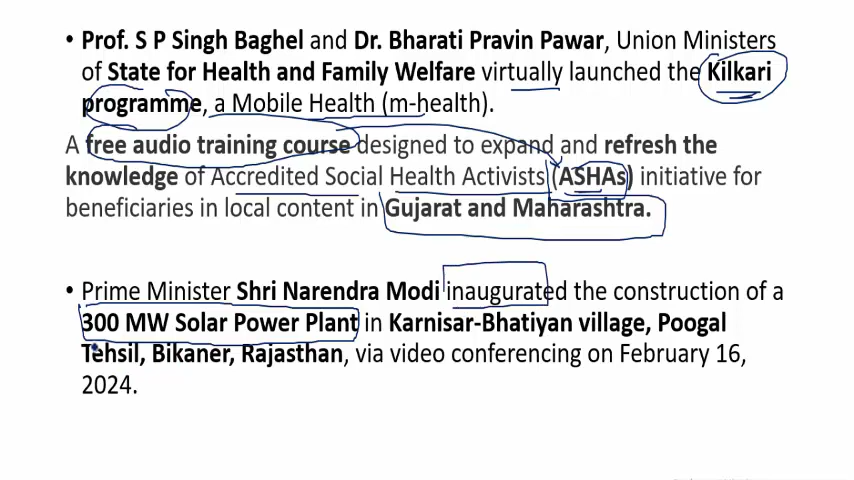 • Prof. S P Singh Baghel and Dr. Bharati Pravin Pawar, Union Ministers
of State for Health and Family Welfare virtually launched the Kilkari
programme, a Mobile Health (m-health).
A free audio training course designed to expand and refresh the
knowledge of Accredited Social Health Activists (ASHAs) initiative for
beneficiaries in local content in Gujarat and Maharashtra.
• Prime Minister Shri Narendra Modi inaugurated the construction of a
300 MW Solar Power Plant in Karnisar-Bhatiyan village, Poogal
Tehsil, Bikaner, Rajasthan, via video conferencing on February 16,
2024.